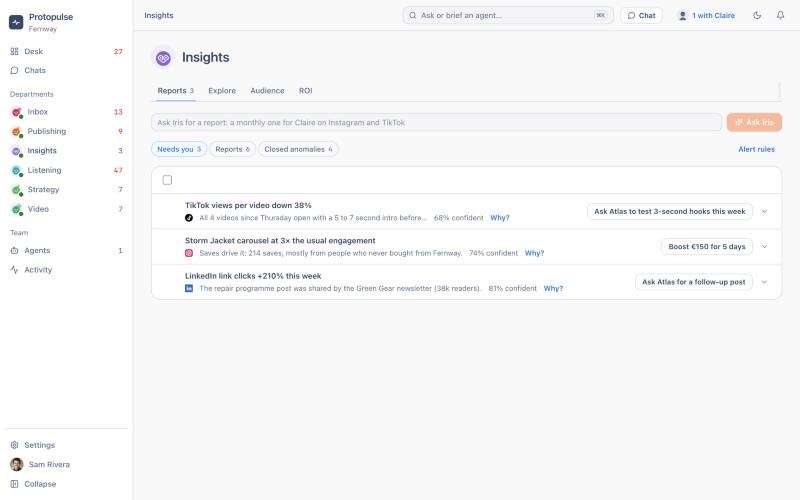 Protopulse
Fernway
Insights
Ask or brief an agent...
⌘K
Chat
1 with Claire
Desk 27
Chats
Departments
Inbox 13
Publishing 9
Insights 3
Listening 47
Strategy 7
Video 7
Team
Agents 1
Activity
Settings
Sam Rivera
Collapse
Insights
Reports 3 Explore Audience ROI
Ask Iris for a report: a monthly one for Claire on Instagram and TikTok
Ask Iris
Needs you 3 Reports 6 Closed anomalies 4
Alert rules
TikTok views per video down 38%
All 4 videos since Thursday open with a 5 to 7 second intro before... 68% confident Why?
Ask Atlas to test 3-second hooks this week
Storm Jacket carousel at 3× the usual engagement
Saves drive it: 214 saves, mostly from people who never bought from Fernway. 74% confident Why?
Boost €150 for 5 days
LinkedIn link clicks +210% this week
The repair programme post was shared by the Green Gear newsletter (38k readers). 81% confident Why?
Ask Atlas for a follow-up post